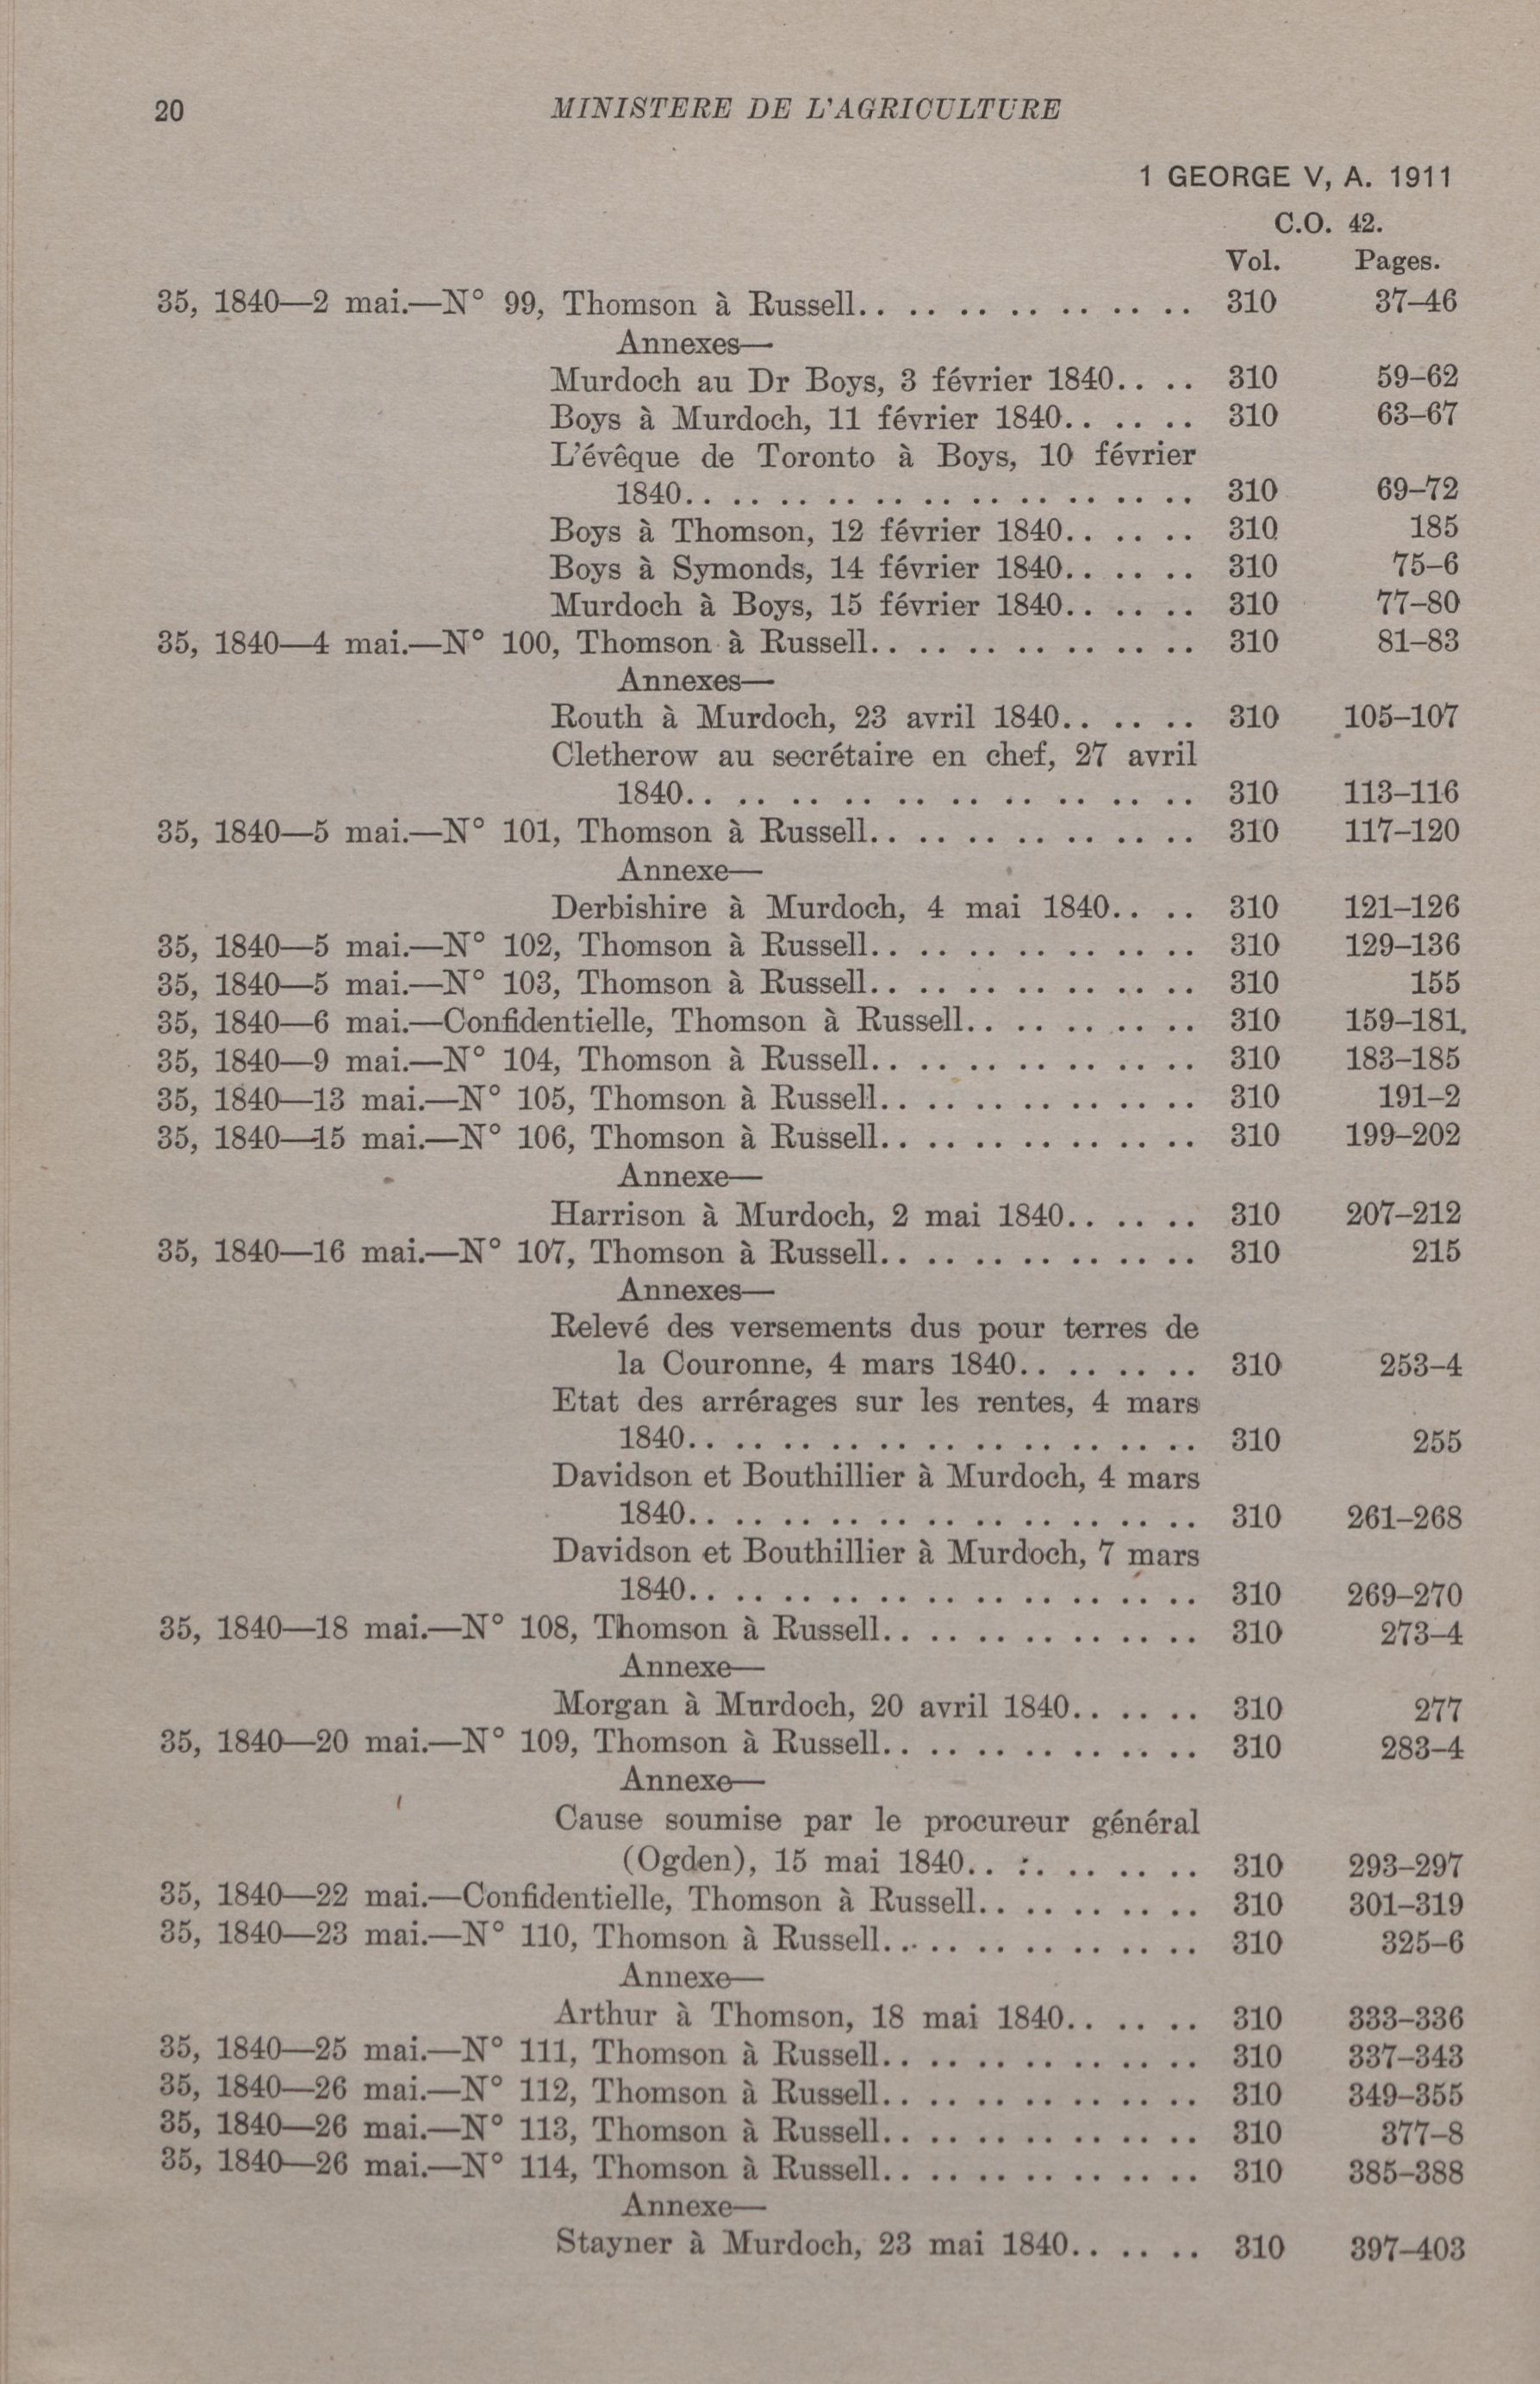 20 MINISTERE DE L'AGRICULTURE
1 GEORGE V, A. 1911
C.O. 42.
Vol. Pages.
35, 1840—2 mai.—N° 99, Thomson à Russell.. .. .. .. .. .. .. 310 37–46
Annexes—
Murdoch au Dr Boys, 3 février 1840.. .. 310 59–62
Boys à Murdoch, 11 février 1840.. .. .. 310 63–67
L'évêque de Toronto à Boys, 10 février
1840.. .. .. .. .. .. .. .. .. .. .. 310 69–72
Boys à Thomson, 12 février 1840.. .. .. 310 185
Boys à Symonds, 14 février 1840.. .. .. 310 75–6
Murdoch à Boys, 15 février 1840.. .. .. 310 77–80
35, 1840—4 mai.—N° 100, Thomson à Russell.. .. .. .. .. .. .. 310 81–83
Annexes—
Routh à Murdoch, 23 avril 1840.. .. .. 310 105–107
Cletherow au secrétaire en chef, 27 avril
1840.. .. .. .. .. .. .. .. .. .. 310 113–116
35, 1840—5 mai.—N° 101, Thomson à Russell.. .. .. .. .. .. .. 310 117–120
Annexe—
Derbishire à Murdoch, 4 mai 1840.. .. 310 121–126
35, 1840—5 mai.—N° 102, Thomson à Russell.. .. .. .. .. .. .. 310 129–136
35, 1840—5 mai.—N° 103, Thomson à Russell.. .. .. .. .. .. .. 310 155
35, 1840—6 mai.—Confidentielle, Thomson à Russell.. .. .. .. .. 310 159–181.
35, 1840—9 mai.—N° 104, Thomson à Russell.. .. .. .. .. .. .. 310 183–185
35, 1840—13 mai.—N° 105, Thomson à Russell.. .. .. .. .. .. .. 310 191–2
35, 1840—15 mai.—N° 106, Thomson à Russell.. .. .. .. .. .. .. 310 199–202
Annexe—
Harrison à Murdoch, 2 mai 1840.. .. .. 310 207–212
35, 1840—16 mai.—N° 107, Thomson à Russell.. .. .. .. .. .. .. 310 215
Annexes—
Relevé des versements dus pour terres de
la Couronne, 4 mars 1840.. .. .. .. 310 253–4
Etat des arrérages sur les rentes, 4 mars
1840.. .. .. .. .. .. .. .. .. .. .. 310 255
Davidson et Bouthillier à Murdoch, 4 mars
1840.. .. .. .. .. .. .. .. .. .. .. 310 261–268
Davidson et Bouthillier à Murdoch, 7 mars
1840.. .. .. .. .. .. .. .. .. .. .. 310 269–270
35, 1840—18 mai.—N° 108, Thomson à Russell.. .. .. .. .. .. .. 310 273–4
Annexe—
Morgan à Murdoch, 20 avril 1840.. .. .. 310 277
35, 1840—20 mai.—N° 109, Thomson à Russell.. .. .. .. .. .. .. 310 283–4
Annexe—
Cause soumise par le procureur général
(Ogden), 15 mai 1840.. :. .. .. .. 310 293–297
35, 1840—22 mai.—Confidentielle, Thomson à Russell.. .. .. .. .. 310 301–319
35, 1840—23 mai.—N° 110, Thomson à Russell.. .. .. .. .. .. .. 310 325–6
Annexe—
Arthur à Thomson, 18 mai 1840.. .. .. 310 333–336
35, 1840—25 mai.—N° 111, Thomson à Russell.. .. .. .. .. .. .. 310 337–343
35, 1840—26 mai.—N° 112, Thomson à Russell.. .. .. .. .. .. .. 310 349–355
35, 1840—26 mai.—N° 113, Thomson à Russell.. .. .. .. .. .. .. 310 377–8
35, 1840—26 mai.—N° 114, Thomson à Russell.. .. .. .. .. .. .. 310 385–388
Annexe—
Stayner à Murdoch, 23 mai 1840.. .. .. 310 397–403